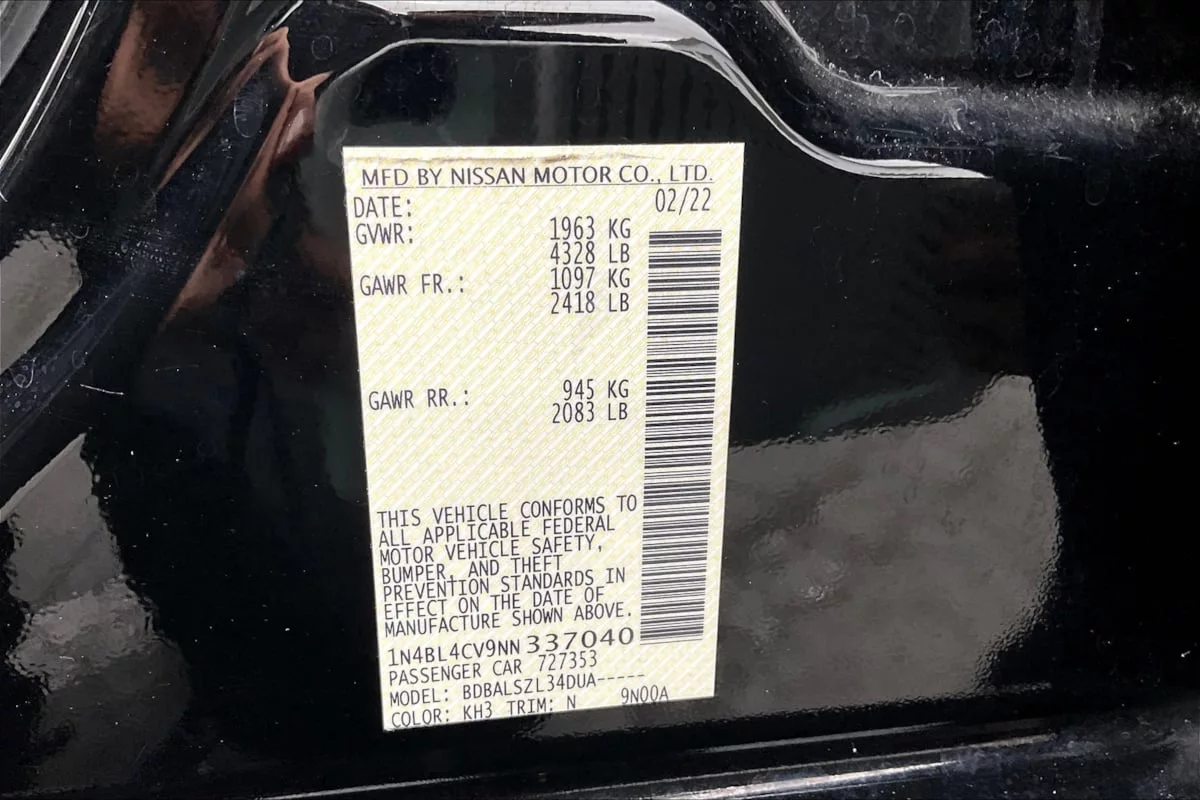 MFD BY NISSAN MOTOR CO., LTD.
DATE: 02/22
GVWR: 1963 KG
4328 LB
GAWR FR.: 1097 KG
2418 LB
GAWR RR.: 945 KG
2083 LB
THIS VEHICLE CONFORMS TO
ALL APPLICABLE FEDERAL
MOTOR VEHICLE SAFETY,
BUMPER, AND THEFT
PREVENTION STANDARDS IN
EFFECT ON THE DATE OF
MANUFACTURE SHOWN ABOVE.
1N4BL4CV9NN337040
PASSENGER CAR 727353
MODEL: BDBALSZL34DUA-----
COLOR: KH3 TRIM: N 9N00A